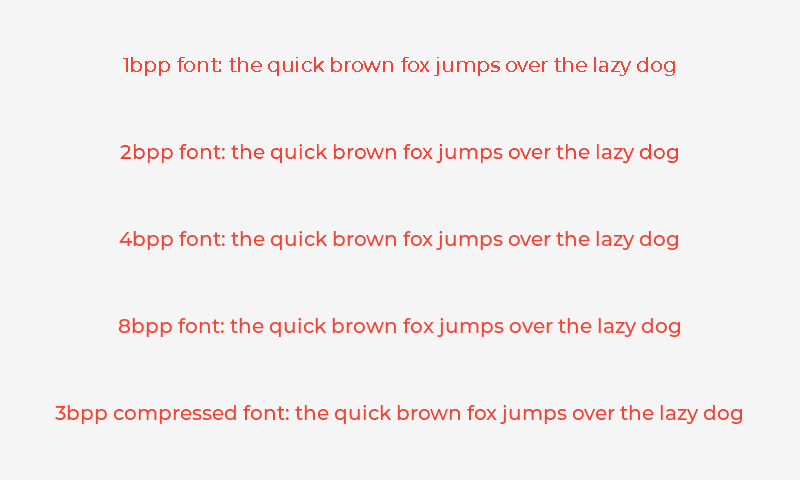 1bpp font: the quick brown fox jumps over the lazy dog
2bpp font: the quick brown fox jumps over the lazy dog
4bpp font: the quick brown fox jumps over the lazy dog
8bpp font: the quick brown fox jumps over the lazy dog
3bpp compressed font: the quick brown fox jumps over the lazy dog